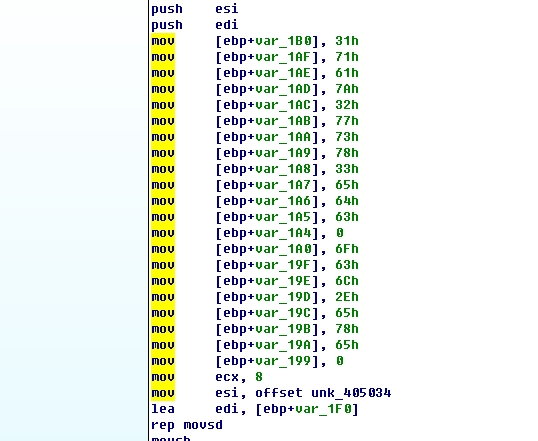 push esi
push edi
mov [ebp+var_1B0], 31h
mov [ebp+var_1AF], 71h
mov [ebp+var_1AE], 61h
mov [ebp+var_1AD], 7Ah
mov [ebp+var_1AC], 32h
mov [ebp+var_1AB], 77h
mov [ebp+var_1AA], 73h
mov [ebp+var_1A9], 78h
mov [ebp+var_1A8], 33h
mov [ebp+var_1A7], 65h
mov [ebp+var_1A6], 64h
mov [ebp+var_1A5], 63h
mov [ebp+var_1A4], 0
mov [ebp+var_1A0], 6Fh
mov [ebp+var_19F], 63h
mov [ebp+var_19E], 6Ch
mov [ebp+var_19D], 2Eh
mov [ebp+var_19C], 65h
mov [ebp+var_19B], 78h
mov [ebp+var_19A], 65h
mov [ebp+var_199], 0
mov ecx, 8
mov esi, offset unk_405034
lea edi, [ebp+var_1F0]
rep movsd
movsb